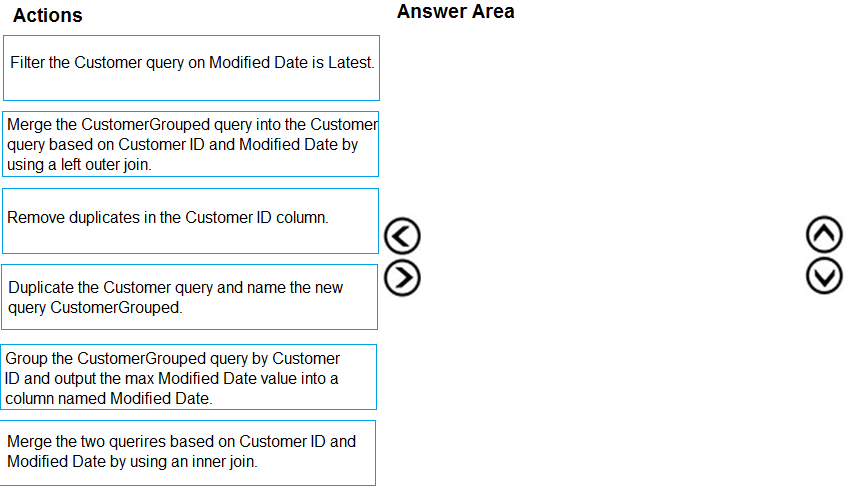 Actions
Answer Area
Filter the Customer query on Modified Date is Latest.
Merge the CustomerGrouped query into the Customer
query based on Customer ID and Modified Date by
using a left outer join.
Remove duplicates in the Customer ID column.
Duplicate the Customer query and name the new
query CustomerGrouped.
Group the CustomerGrouped query by Customer
ID and output the max Modified Date value into a
column named Modified Date.
Merge the two querires based on Customer ID and
Modified Date by using an inner join.